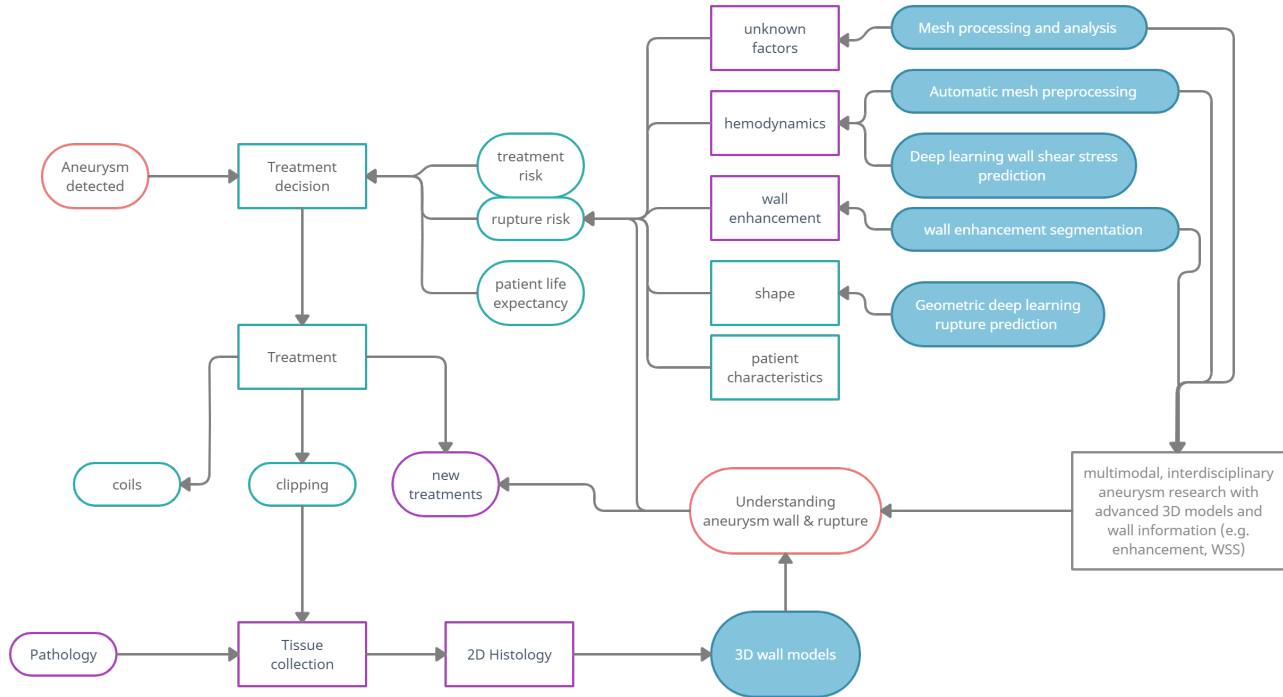 unknown
factors
Mesh processing and analysis
Automatic mesh preprocessing
hemodynamics
Deep learning wall shear stress
prediction
Aneurysm
detected
Treatment
decision
treatment
risk
rupture risk
patient life
expectancy
wall
enhancement
wall enhancement segmentation
shape
Geometric deep learning
rupture prediction
patient
characteristics
Treatment
coils
clipping
new
treatments
Understanding
aneurysm wall & rupture
multimodal, interdisciplinary
aneurysm research with
advanced 3D models and
wall information (e.g.
enhancement, WSS)
Pathology
Tissue
collection
2D Histology
3D wall models